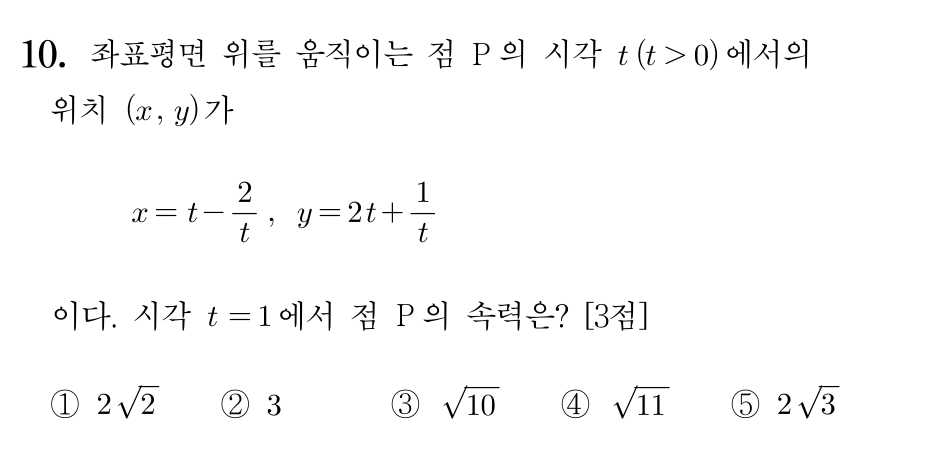 10. 좌표평면 위를 움직이는 점 P의 시각 t(t>0)에서의
위치 (x, y)가
x=t-\frac{2}{t}, y=2t+\frac{1}{t}
이다. 시각 t=1에서 점 P의 속력은? [3점]
① 2√2 ② 3 ③ √10 ④ √11 ⑤ 2√3